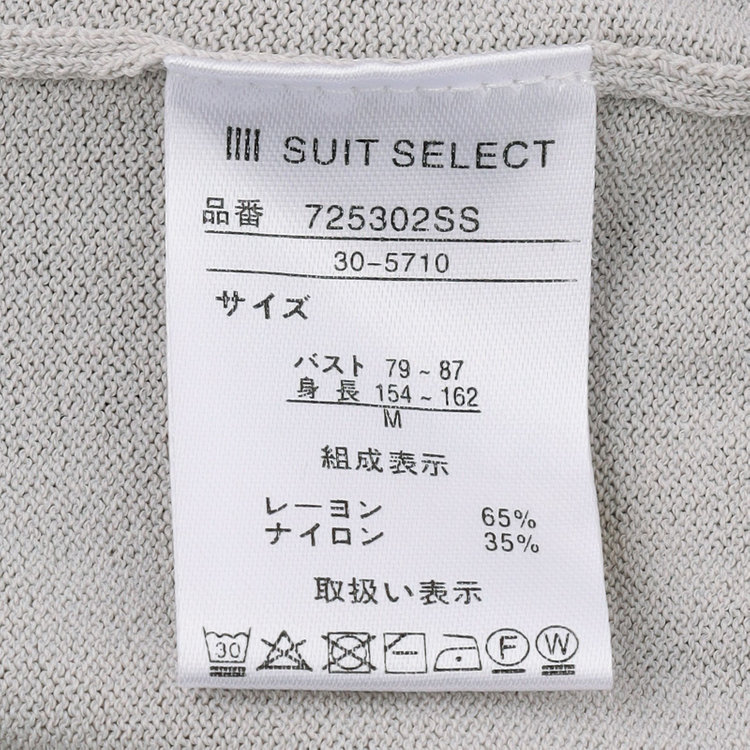 SUIT SELECT
品番 725302SS
30-5710
サイズ
バスト 79~87
身長 154~162
M
組成表示
レーヨン 65%
ナイロン 35%
取扱い表示
30 F W